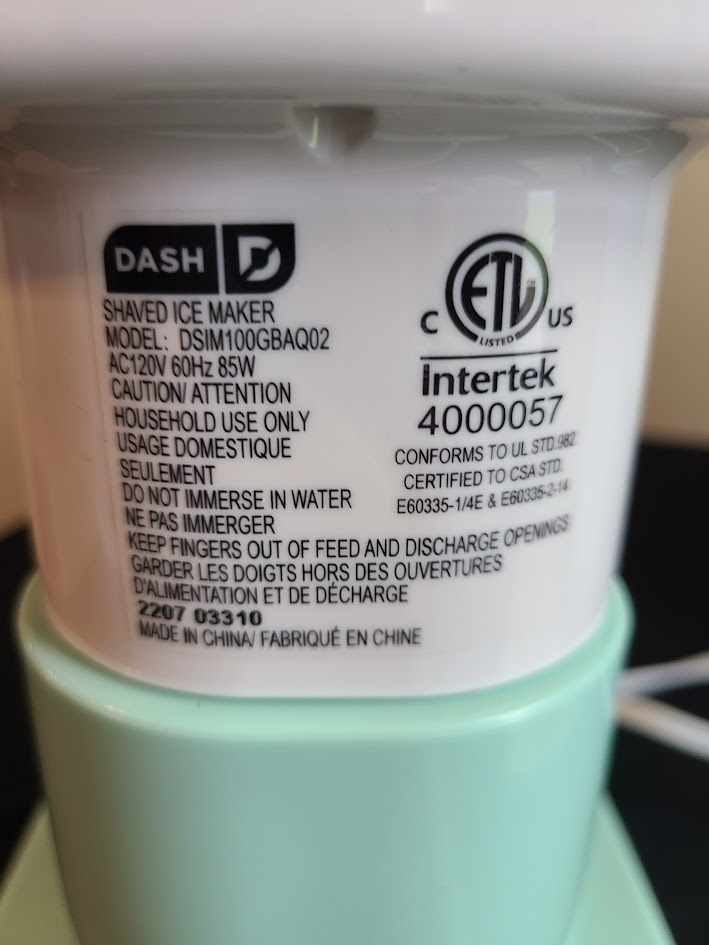 DASH D
SHAVED ICE MAKER
MODEL: DSIM100GBAQ02
AC120V 60Hz 85W
CAUTION/ ATTENTION
HOUSEHOLD USE ONLY
USAGE DOMESTIQUE
SEULEMENT
DO NOT IMMERSE IN WATER
NE PAS IMMERGER
KEEP FINGERS OUT OF FEED AND DISCHARGE OPENINGS
GARDER LES DOIGTS HORS DES OUVERTURES
D'ALIMENTATION ET DE DÉCHARGE
2207 03310
MADE IN CHINA/ FABRIQUÉ EN CHINE
ETL CM
LISTED
C US
Intertek
4000057
CONFORMS TO UL STD.982
CERTIFIED TO CSA STD.
E60335-1/4E & E60335-2-14